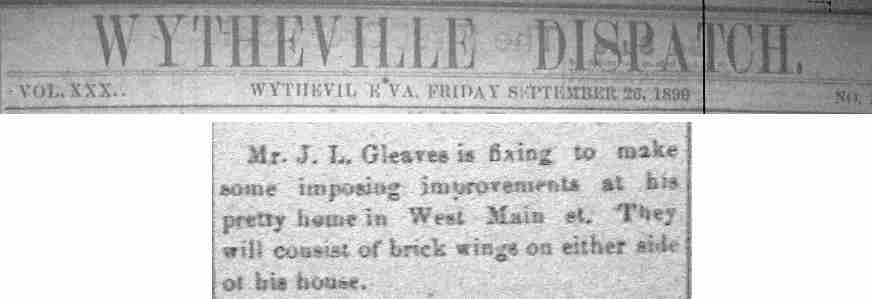 WYTHEVILLE DISPATCH.
VOL. XXX. WYTHEVIL E VA. FRIDAY SEPTEMBER 26, 1890 NO.
Mr. J. L. Gleaves is fixing to make
some imposing improvements at his
pretty home in West Main st. They
will consist of brick wings on either side
of his house.